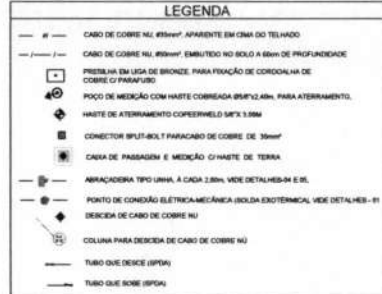 LEGENDA
CABO DE COBRE NU, #35mm², APARENTE EM CIMA DO TELHADO
CABO DE COBRE NU, #50mm², EMBUTIDO NO SOLO A 60cm DE PROFUNDIDADE
PRESILHA EM LIGA DE BRONZE, PARA FIXAÇÃO DE CORDOALHA DE
COBRE C/ PARAFUSO
POÇO DE MEDIÇÃO COM HASTE COBREADA Ø5/8"x2,40m, PARA ATERRAMENTO.
HASTE DE ATERRAMENTO COPEERWELD 5/8"X 3.00M
CONECTOR SPLIT-BOLT PARACABO DE COBRE DE 35mm²
CAIXA DE PASSAGEM E MEDIÇÃO C/ HASTE DE TERRA
ABRAÇADEIRA TIPO UNHA, À CADA 2,00m, VIDE DETALHES-04 E 05.
PONTO DE CONEXÃO ELÉTRICA-MECÂNICA (SOLDA EXOTÉRMICA), VIDE DETALHES - 01
DESCIDA DE CABO DE COBRE NU
COLUNA PARA DESCIDA DE CABO DE COBRE NÚ
TUBO QUE DESCE (SPDA)
TUBO QUE SOBE (SPDA)